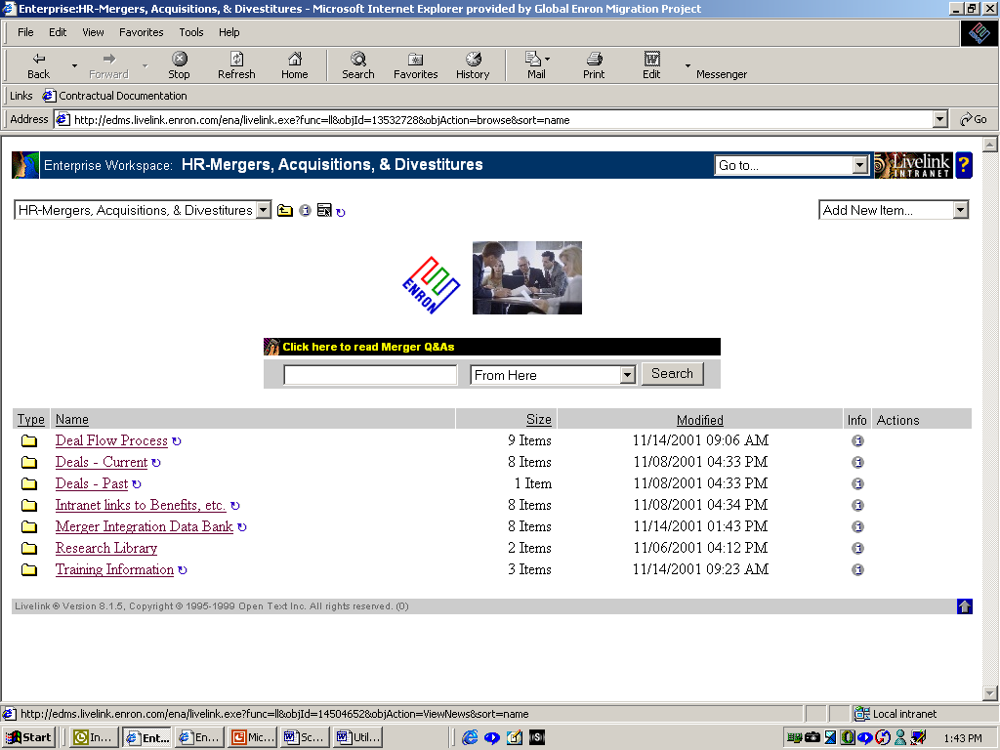 Enterprise:HR-Mergers, Acquisitions, & Divestitures - Microsoft Internet Explorer provided by Global Enron Migration Project
File Edit View Favorites Tools Help
Back Forward Stop Refresh Home Search Favorites History Mail Print Edit Messenger
Links Contractual Documentation
Address http://edms.livelink.enron.com/ena/livelink.exe?func=ll&objId=13532728&objAction=browse&sort=name Go
Enterprise Workspace: HR-Mergers, Acquisitions, & Divestitures Go to... Livelink ?
INTRANET
HR-Mergers, Acquisitions, & Divestitures Add New Item...
ENRON
Click here to read Merger Q&As
From Here Search
Type Name Size Modified Info Actions
Deal Flow Process 9 Items 11/14/2001 09:06 AM
Deals - Current 8 Items 11/08/2001 04:33 PM
Deals - Past 1 Item 11/08/2001 04:33 PM
Intranet links to Benefits, etc. 8 Items 11/08/2001 04:34 PM
Merger Integration Data Bank 8 Items 11/14/2001 01:43 PM
Research Library 2 Items 11/06/2001 04:12 PM
Training Information 3 Items 11/14/2001 09:23 AM
Livelink ® Version 8.1.5, Copyright © 1995-1999 Open Text Inc. All rights reserved. (0)
http://edms.livelink.enron.com/ena/livelink.exe?func=ll&objId=14504652&objAction=ViewNews&sort=name Local intranet
Start In... Ent... En... Mic... Sc... Util... 1:43 PM